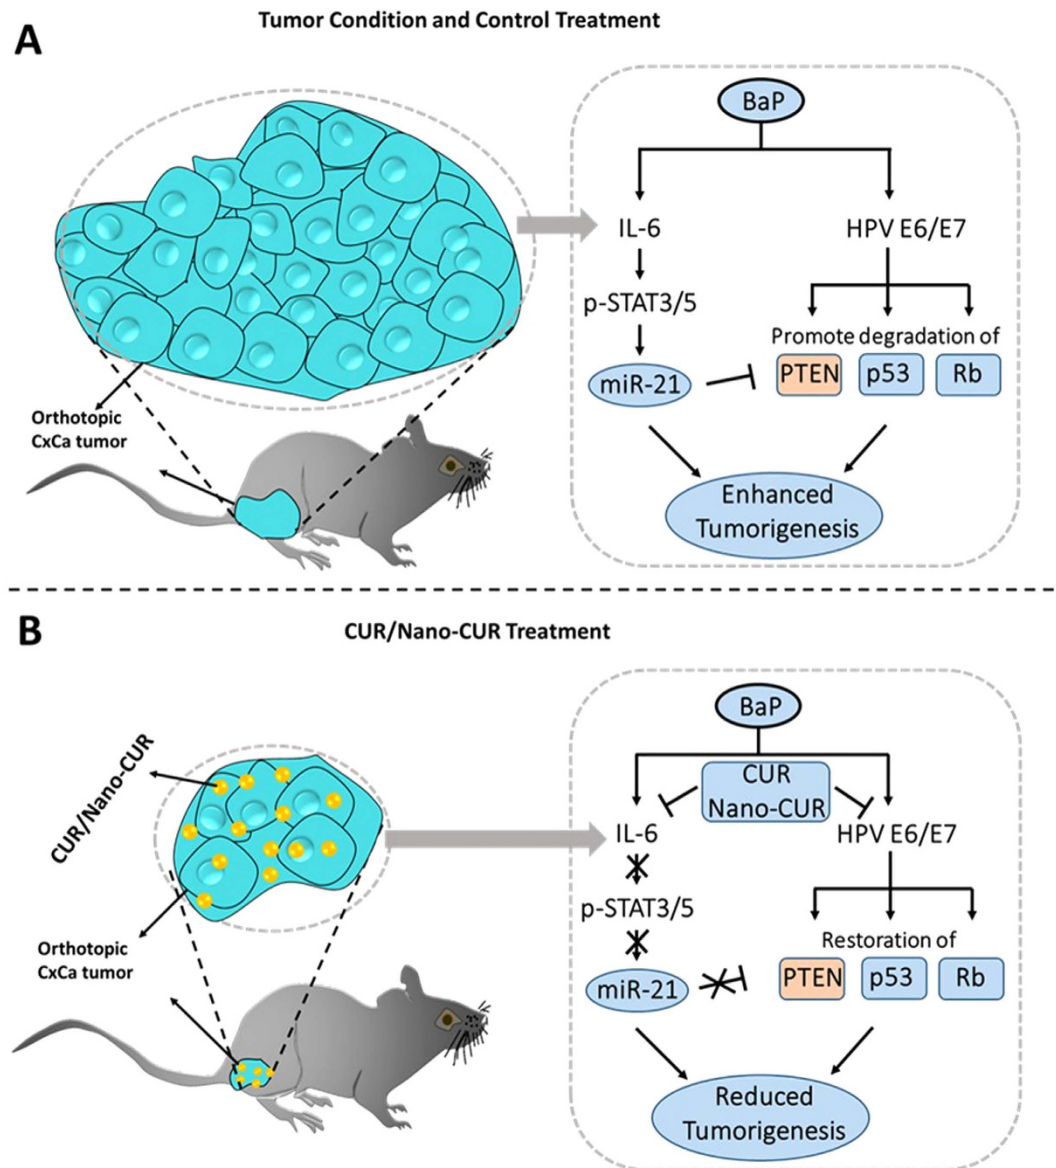 Tumor Condition and Control Treatment
A
BaP
IL-6
HPV E6/E7
p-STAT3/5
Promote degradation of
miR-21
PTEN
p53
Rb
Orthotopic
CxCa tumor
Enhanced
Tumorigenesis
B
CUR/Nano-CUR Treatment
BaP
CUR
Nano-CUR
CUR/Nano-CUR
IL-6
HPV E6/E7
p-STAT3/5
Restoration of
Orthotopic
CxCa tumor
miR-21
PTEN
p53
Rb
Reduced
Tumorigenesis